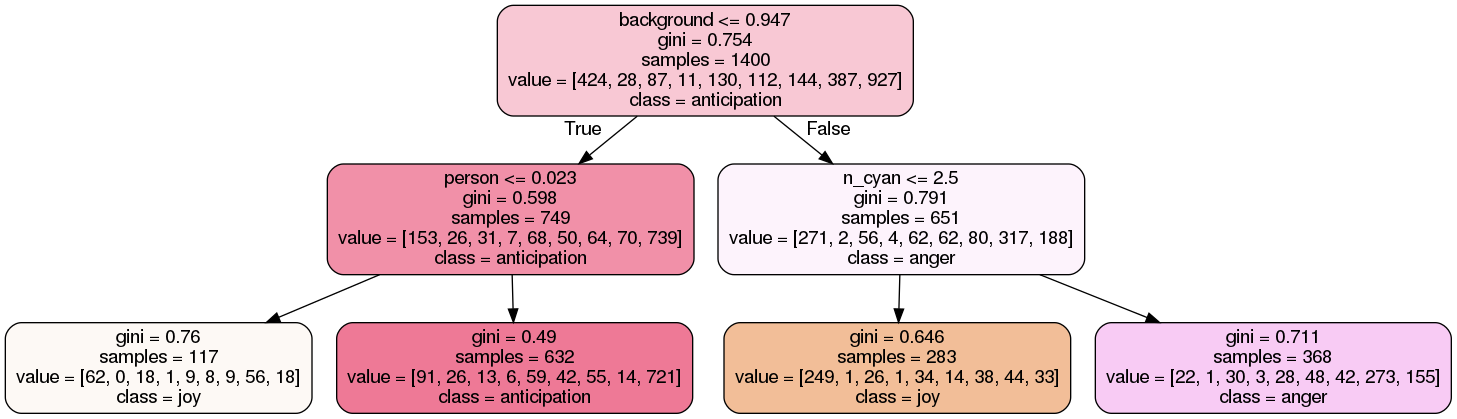 background <= 0.947
gini = 0.754
samples = 1400
value = [424, 28, 87, 11, 130, 112, 144, 387, 927]
class = anticipation
True
False
person <= 0.023
gini = 0.598
samples = 749
value = [153, 26, 31, 7, 68, 50, 64, 70, 739]
class = anticipation
n_cyan <= 2.5
gini = 0.791
samples = 651
value = [271, 2, 56, 4, 62, 62, 80, 317, 188]
class = anger
gini = 0.76
samples = 117
value = [62, 0, 18, 1, 9, 8, 9, 56, 18]
class = joy
gini = 0.49
samples = 632
value = [91, 26, 13, 6, 59, 42, 55, 14, 721]
class = anticipation
gini = 0.646
samples = 283
value = [249, 1, 26, 1, 34, 14, 38, 44, 33]
class = joy
gini = 0.711
samples = 368
value = [22, 1, 30, 3, 28, 48, 42, 273, 155]
class = anger